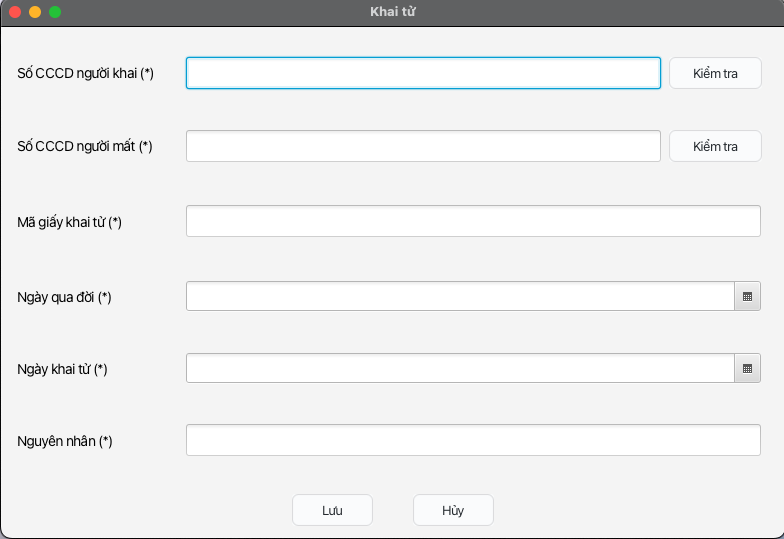 Khai tử
Số CCCD người khai (*)
Kiểm tra
Số CCCD người mất (*)
Kiểm tra
Mã giấy khai tử (*)
Ngày qua đời (*)
Ngày khai tử (*)
Nguyên nhân (*)
Lưu
Hủy